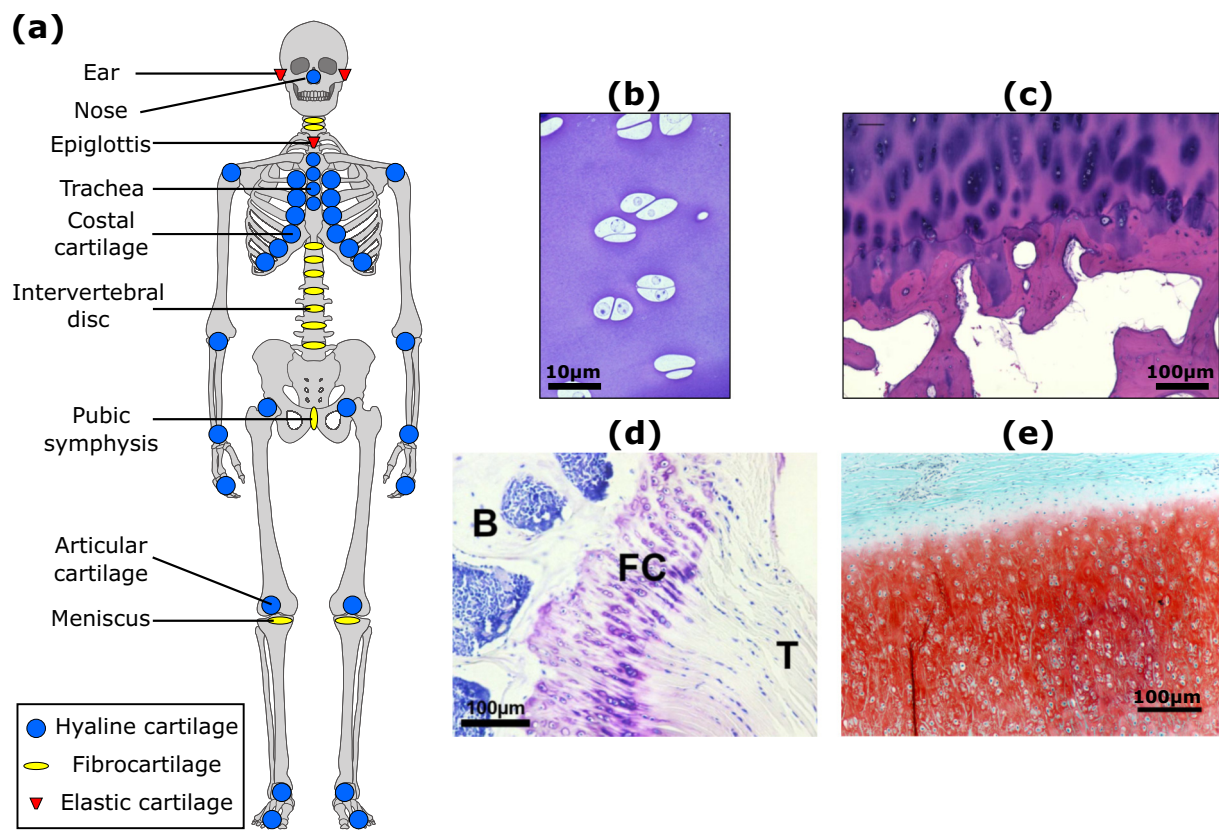 (a)
Ear
Nose
Epiglottis
Trachea
Costal
cartilage
Intervertebral
disc
Pubic
symphysis
Articular
cartilage
Meniscus
Hyaline cartilage
Fibrocartilage
Elastic cartilage
(b)
10µm
(c)
100µm
(d)
B
FC
T
100µm
(e)
100µm